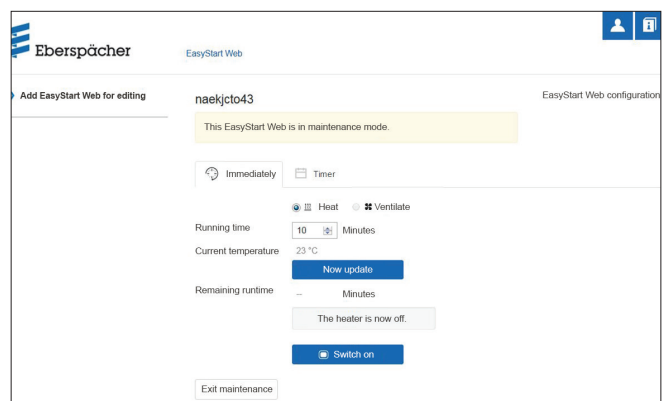 Eberspächer
EasyStart Web
Add EasyStart Web for editing
naekjcto43
EasyStart Web configuration
This EasyStart Web is in maintenance mode.
Immediately
Timer
Heat
Ventilate
Running time
10
Minutes
Current temperature
23 °C
Now update
Remaining runtime
--
Minutes
The heater is now off.
Switch on
Exit maintenance